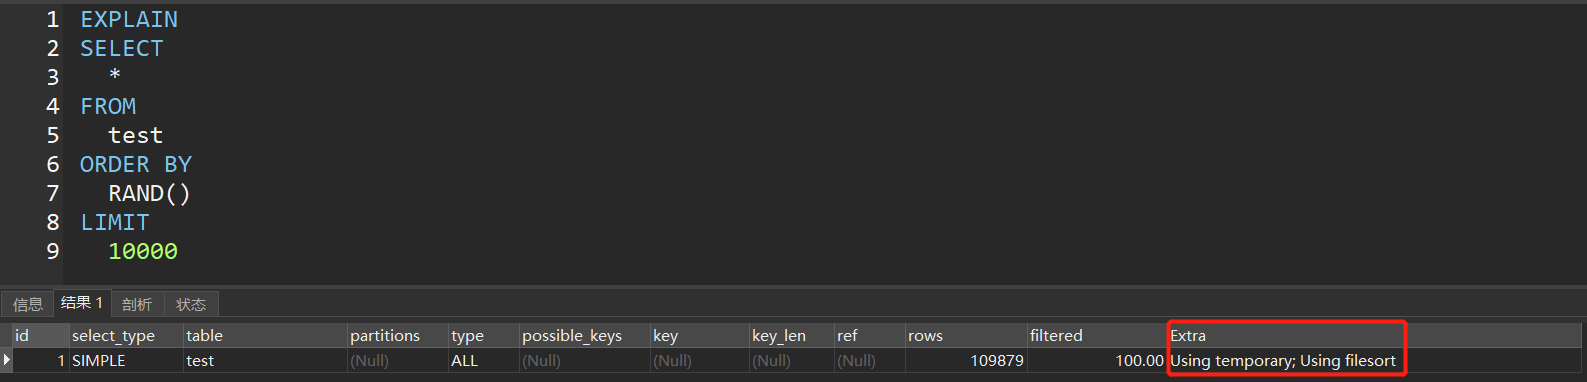 1 EXPLAIN
2 SELECT
3 *
4 FROM
5 test
6 ORDER BY
7 RAND()
8 LIMIT
9 10000
信息 结果 1 剖析 状态
id select_type table partitions type possible_keys key key_len ref rows filtered Extra
1 SIMPLE test (Null) ALL (Null) (Null) (Null) (Null) 109879 100.00 Using temporary; Using filesort